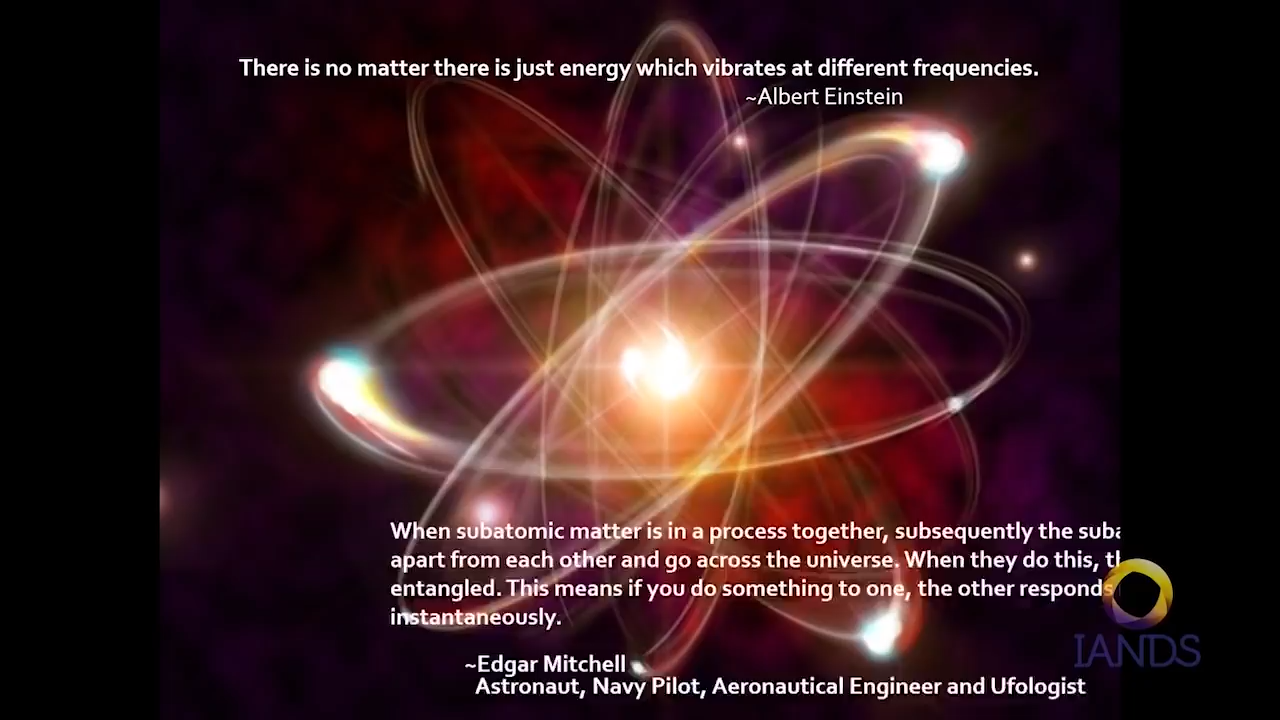 There is no matter there is just energy which vibrates at different frequencies.
~Albert Einstein
When subatomic matter is in a process together, subsequently the
apart from each other and go across the universe. When they do this,
entangled. This means if you do something to one, the other responds
instantaneously.
~Edgar Mitchell
Astronaut, Navy Pilot, Aeronautical Engineer and Ufologist
IANDS